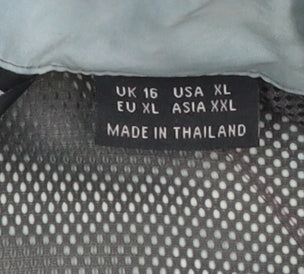 UK 16 USA XL
EU XL ASIA XXL
MADE IN THAILAND